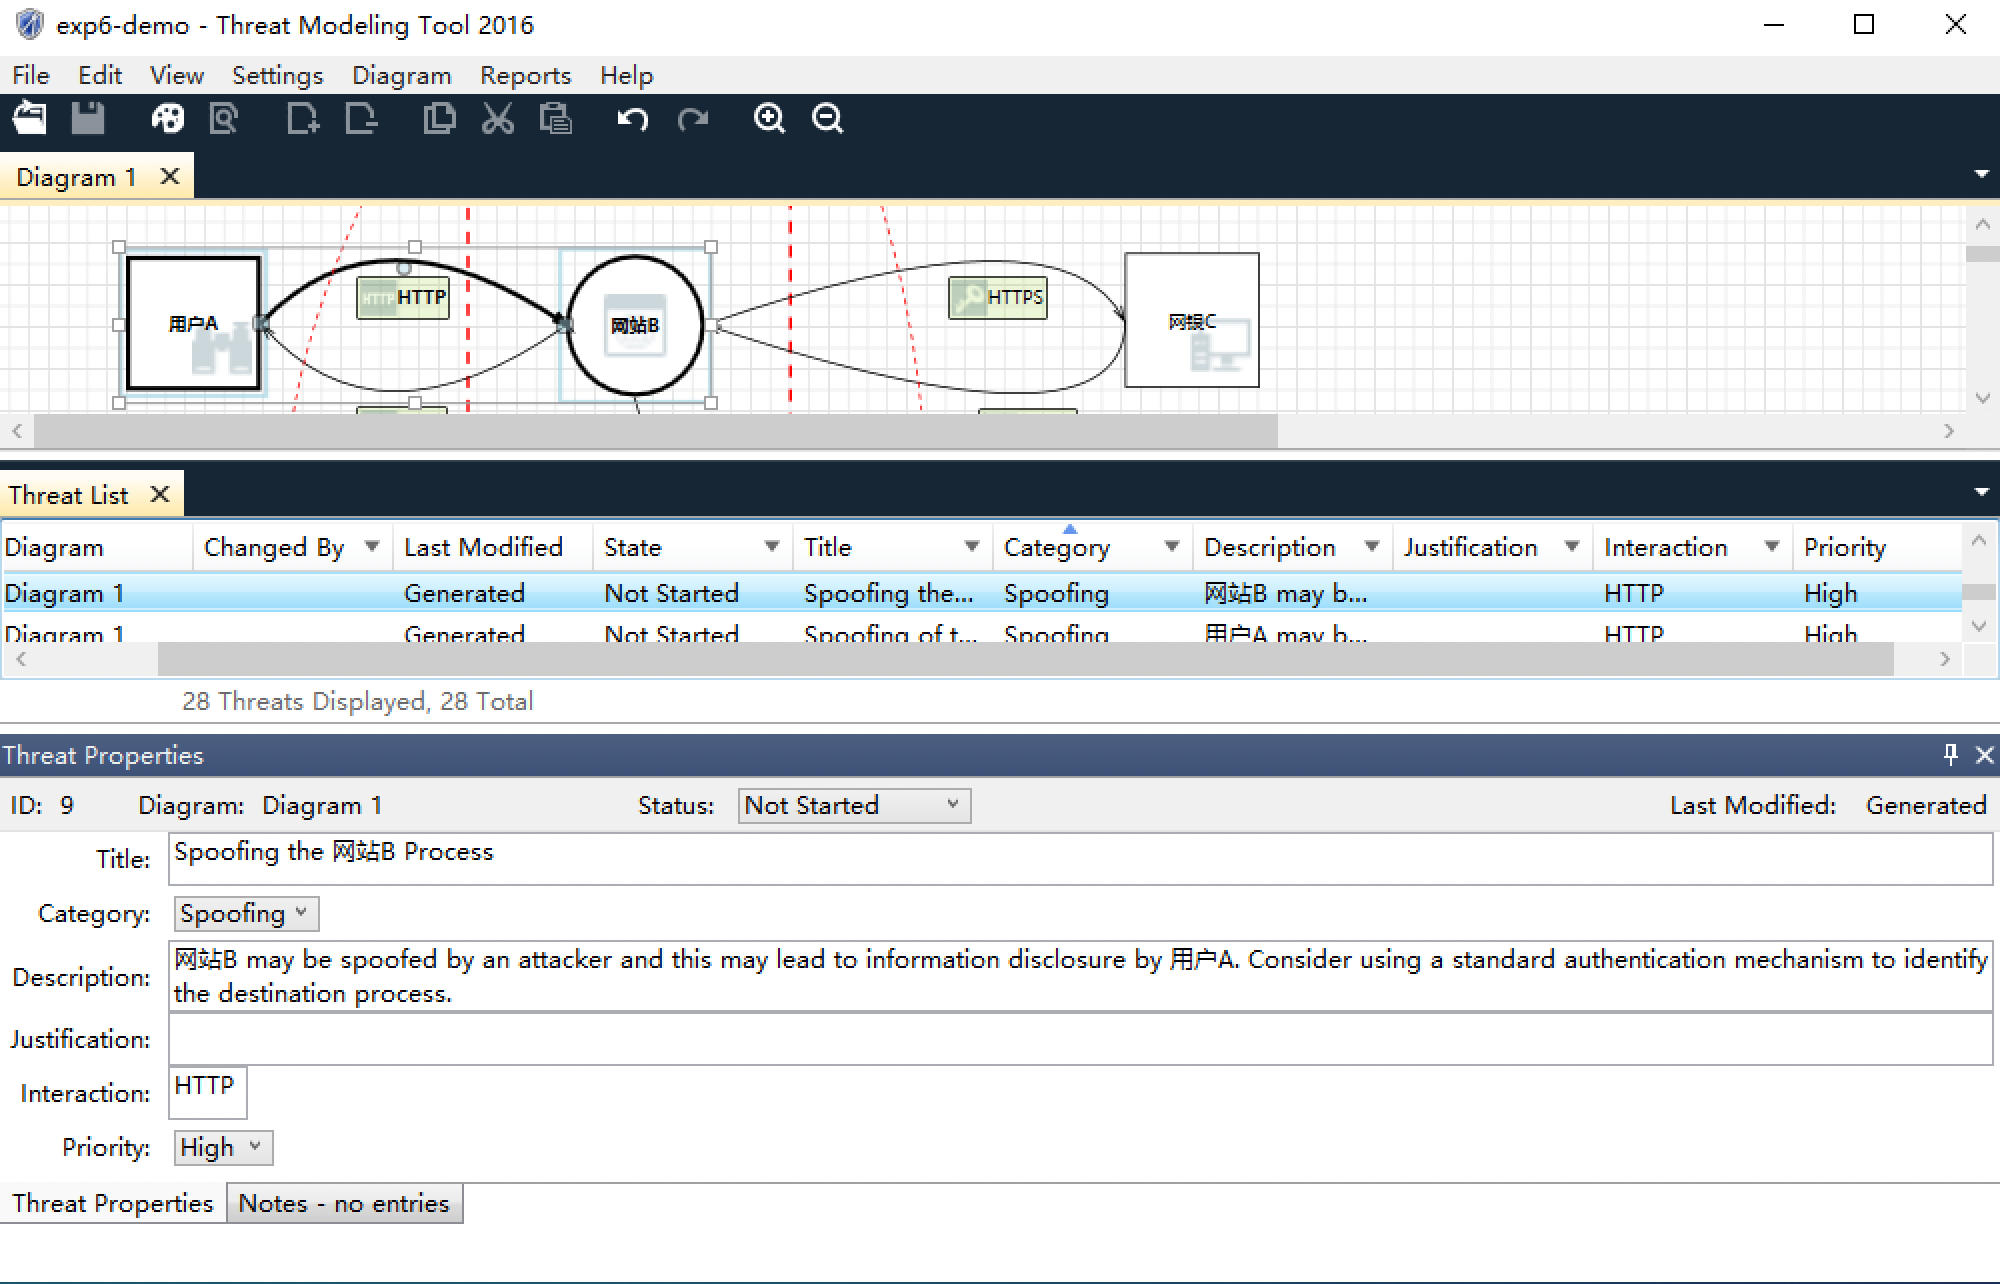 exp6-demo - Threat Modeling Tool 2016
File Edit View Settings Diagram Reports Help
Diagram 1
用户A
HTTP HTTP
网站B
HTTPS
网银C
Threat List
Diagram Changed By Last Modified State Title Category Description Justification Interaction Priority
Diagram 1 Generated Not Started Spoofing the... Spoofing 网站B may b... HTTP High
Diagram 1 Generated Not Started Spoofing of t... Spoofing 用户A may b... HTTP High
28 Threats Displayed, 28 Total
Threat Properties
ID: 9 Diagram: Diagram 1 Status: Not Started Last Modified: Generated
Title: Spoofing the 网站B Process
Category: Spoofing
Description: 网站B may be spoofed by an attacker and this may lead to information disclosure by 用户A. Consider using a standard authentication mechanism to identify
the destination process.
Justification:
Interaction: HTTP
Priority: High
Threat Properties Notes - no entries